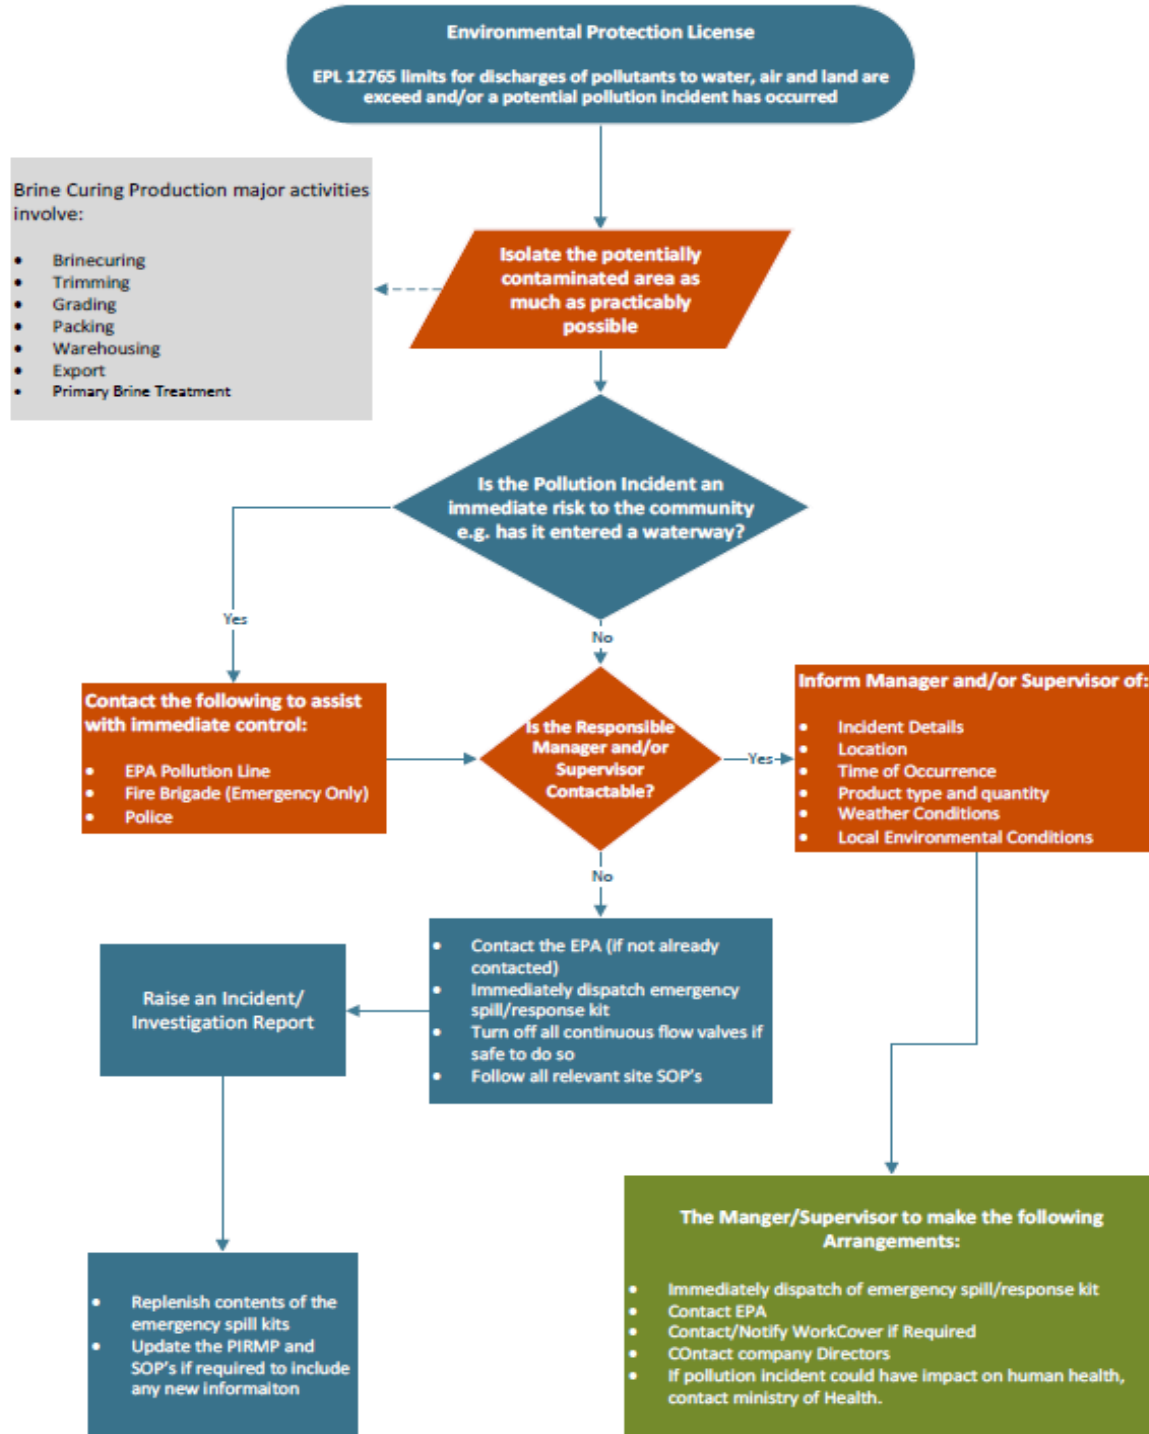 Environmental Protection License
EPL 12765 limits for discharges of pollutants to water, air and land are
exceed and/or a potential pollution incident has occurred
Brine Curing Production major activities
involve:
• Brinecuring
• Trimming
• Grading
• Packing
• Warehousing
• Export
• Primary Brine Treatment
Isolate the potentially
contaminated area as
much as practicably
possible
Is the Pollution Incident an
immediate risk to the community
e.g. has it entered a waterway?
Yes
No
Contact the following to assist
with immediate control:
• EPA Pollution Line
• Fire Brigade (Emergency Only)
• Police
Is the Responsible
Manager and/or
Supervisor
Contactable?
Yes
Inform Manager and/or Supervisor of:
• Incident Details
• Location
• Time of Occurrence
• Product type and quantity
• Weather Conditions
• Local Environmental Conditions
No
• Contact the EPA (if not already
contacted)
• Immediately dispatch emergency
spill/response kit
• Turn off all continuous flow valves if
safe to do so
• Follow all relevant site SOP's
Raise an Incident/
Investigation Report
• Replenish contents of the
emergency spill kits
• Update the PIRMP and
SOP's if required to include
any new informaiton
The Manger/Supervisor to make the following
Arrangements:
• Immediately dispatch of emergency spill/response kit
• Contact EPA
• Contact/Notify WorkCover if Required
• COntact company Directors
• If pollution incident could have impact on human health,
contact ministry of Health.